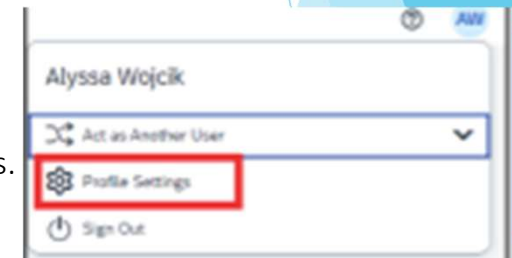 AW
Alyssa Wojcik
Act as Another User
s.
Profile Settings
Sign Out